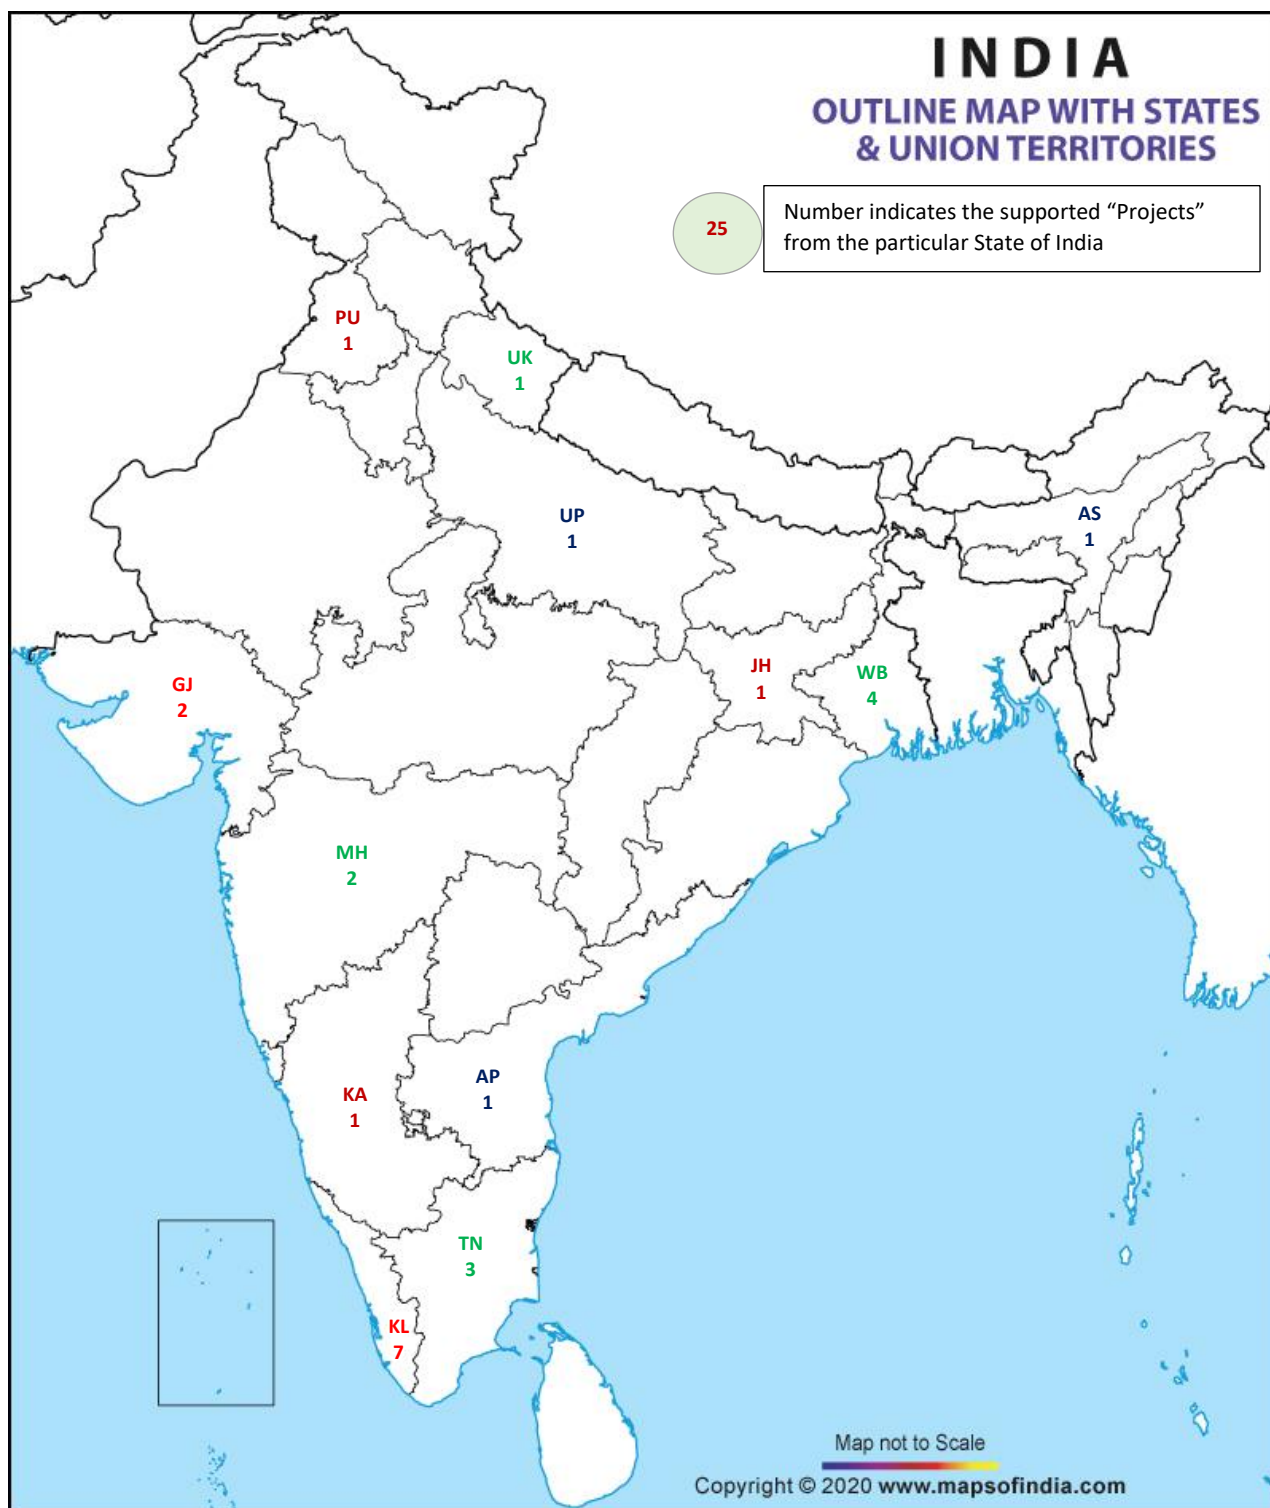 INDIA
OUTLINE MAP WITH STATES
& UNION TERRITORIES
25
Number indicates the supported “Projects”
from the particular State of India
PU
1
UK
1
UP
1
AS
1
JH
1
WB
4
GJ
2
MH
2
KA
1
AP
1
TN
3
KL
7
Map not to Scale
Copyright © 2020 www.mapsofindia.com